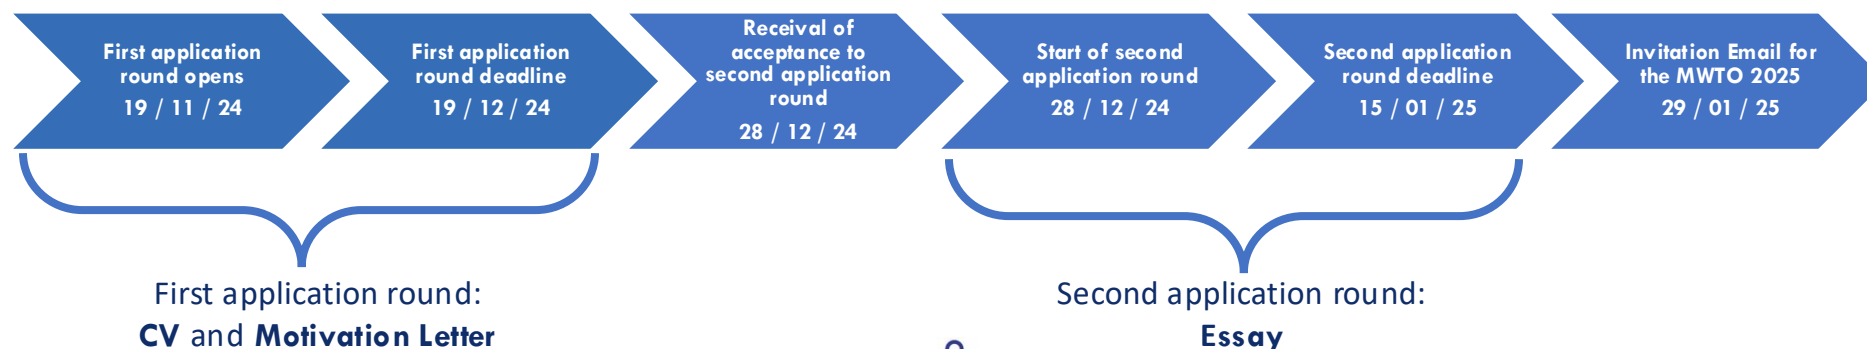 First application
round opens
19 / 11 / 24
First application
round deadline
19 / 12 / 24
Receival of
acceptance to
second application
round
28 / 12 / 24
Start of second
application round
28 / 12 / 24
Second application
round deadline
15 / 01 / 25
Invitation Email for
the MWTO 2025
29 / 01 / 25
First application round:
CV and Motivation Letter
Second application round:
Essay